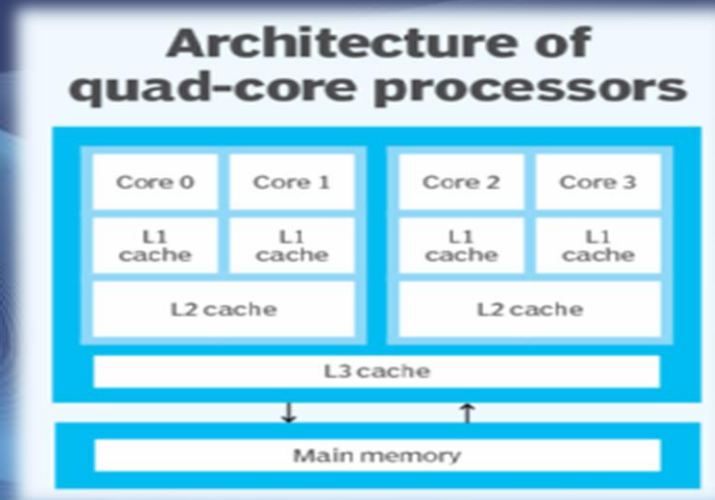 Architecture of
quad-core processors
Core 0
Core 1
Core 2
Core 3
L1
cache
L1
cache
L1
cache
L1
cache
L2 cache
L2 cache
L3 cache
Main memory